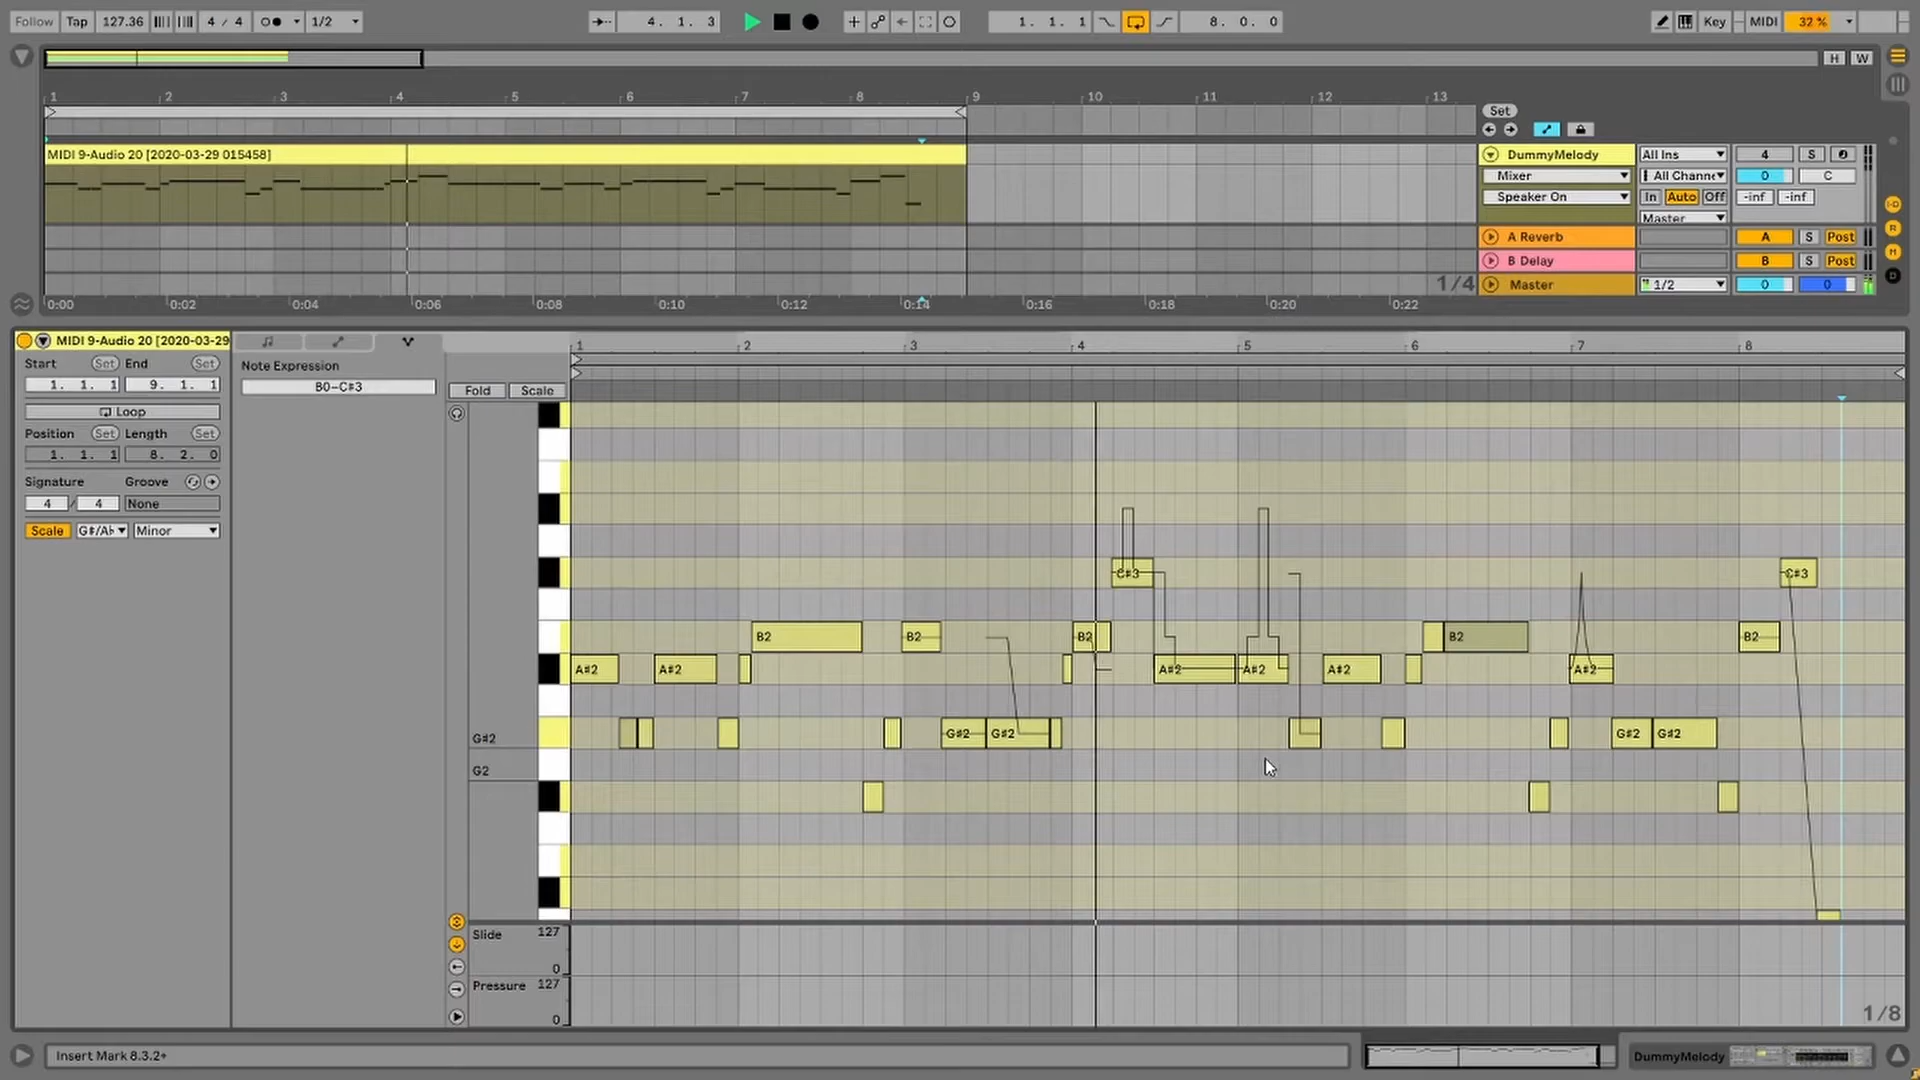 Follow Tap 127.36 4 / 4 1/2 4. 1. 3 1. 1. 1 8. 0. 0 Key MIDI 32 %
H W
1 2 3 4 5 6 7 8 9 10 11 12 13
Set
MIDI 9-Audio 20 [2020-03-29 015458] DummyMelody All Ins 4 S
Mixer All Channe 0 C
Speaker On In Auto Off -inf -inf
Master
A Reverb A S Post
B Delay B S Post
1/4 Master 1/2 0 0
0:00 0:02 0:04 0:06 0:08 0:10 0:12 0:14 0:16 0:18 0:20 0:22
MIDI 9-Audio 20 [2020-03-29
1 2 3 4 5 6 7 8
Start Set End Set Note Expression
1. 1. 1 9. 1. 1 B0–C#3
Fold Scale
Loop
Position Set Length Set
1. 1. 1 8. 2. 0
Signature Groove
4 / 4 None
Scale G#/Ab Minor
C#3 C#3
B2 B2 B2 B2 B2
A#2 A#2 A#2 A#2 A#2 A#2
G#2 G#2 G#2 G#2 G#2
G2
Slide 127
0
Pressure 127
0
1/8
Insert Mark 8.3.2+ DummyMelody